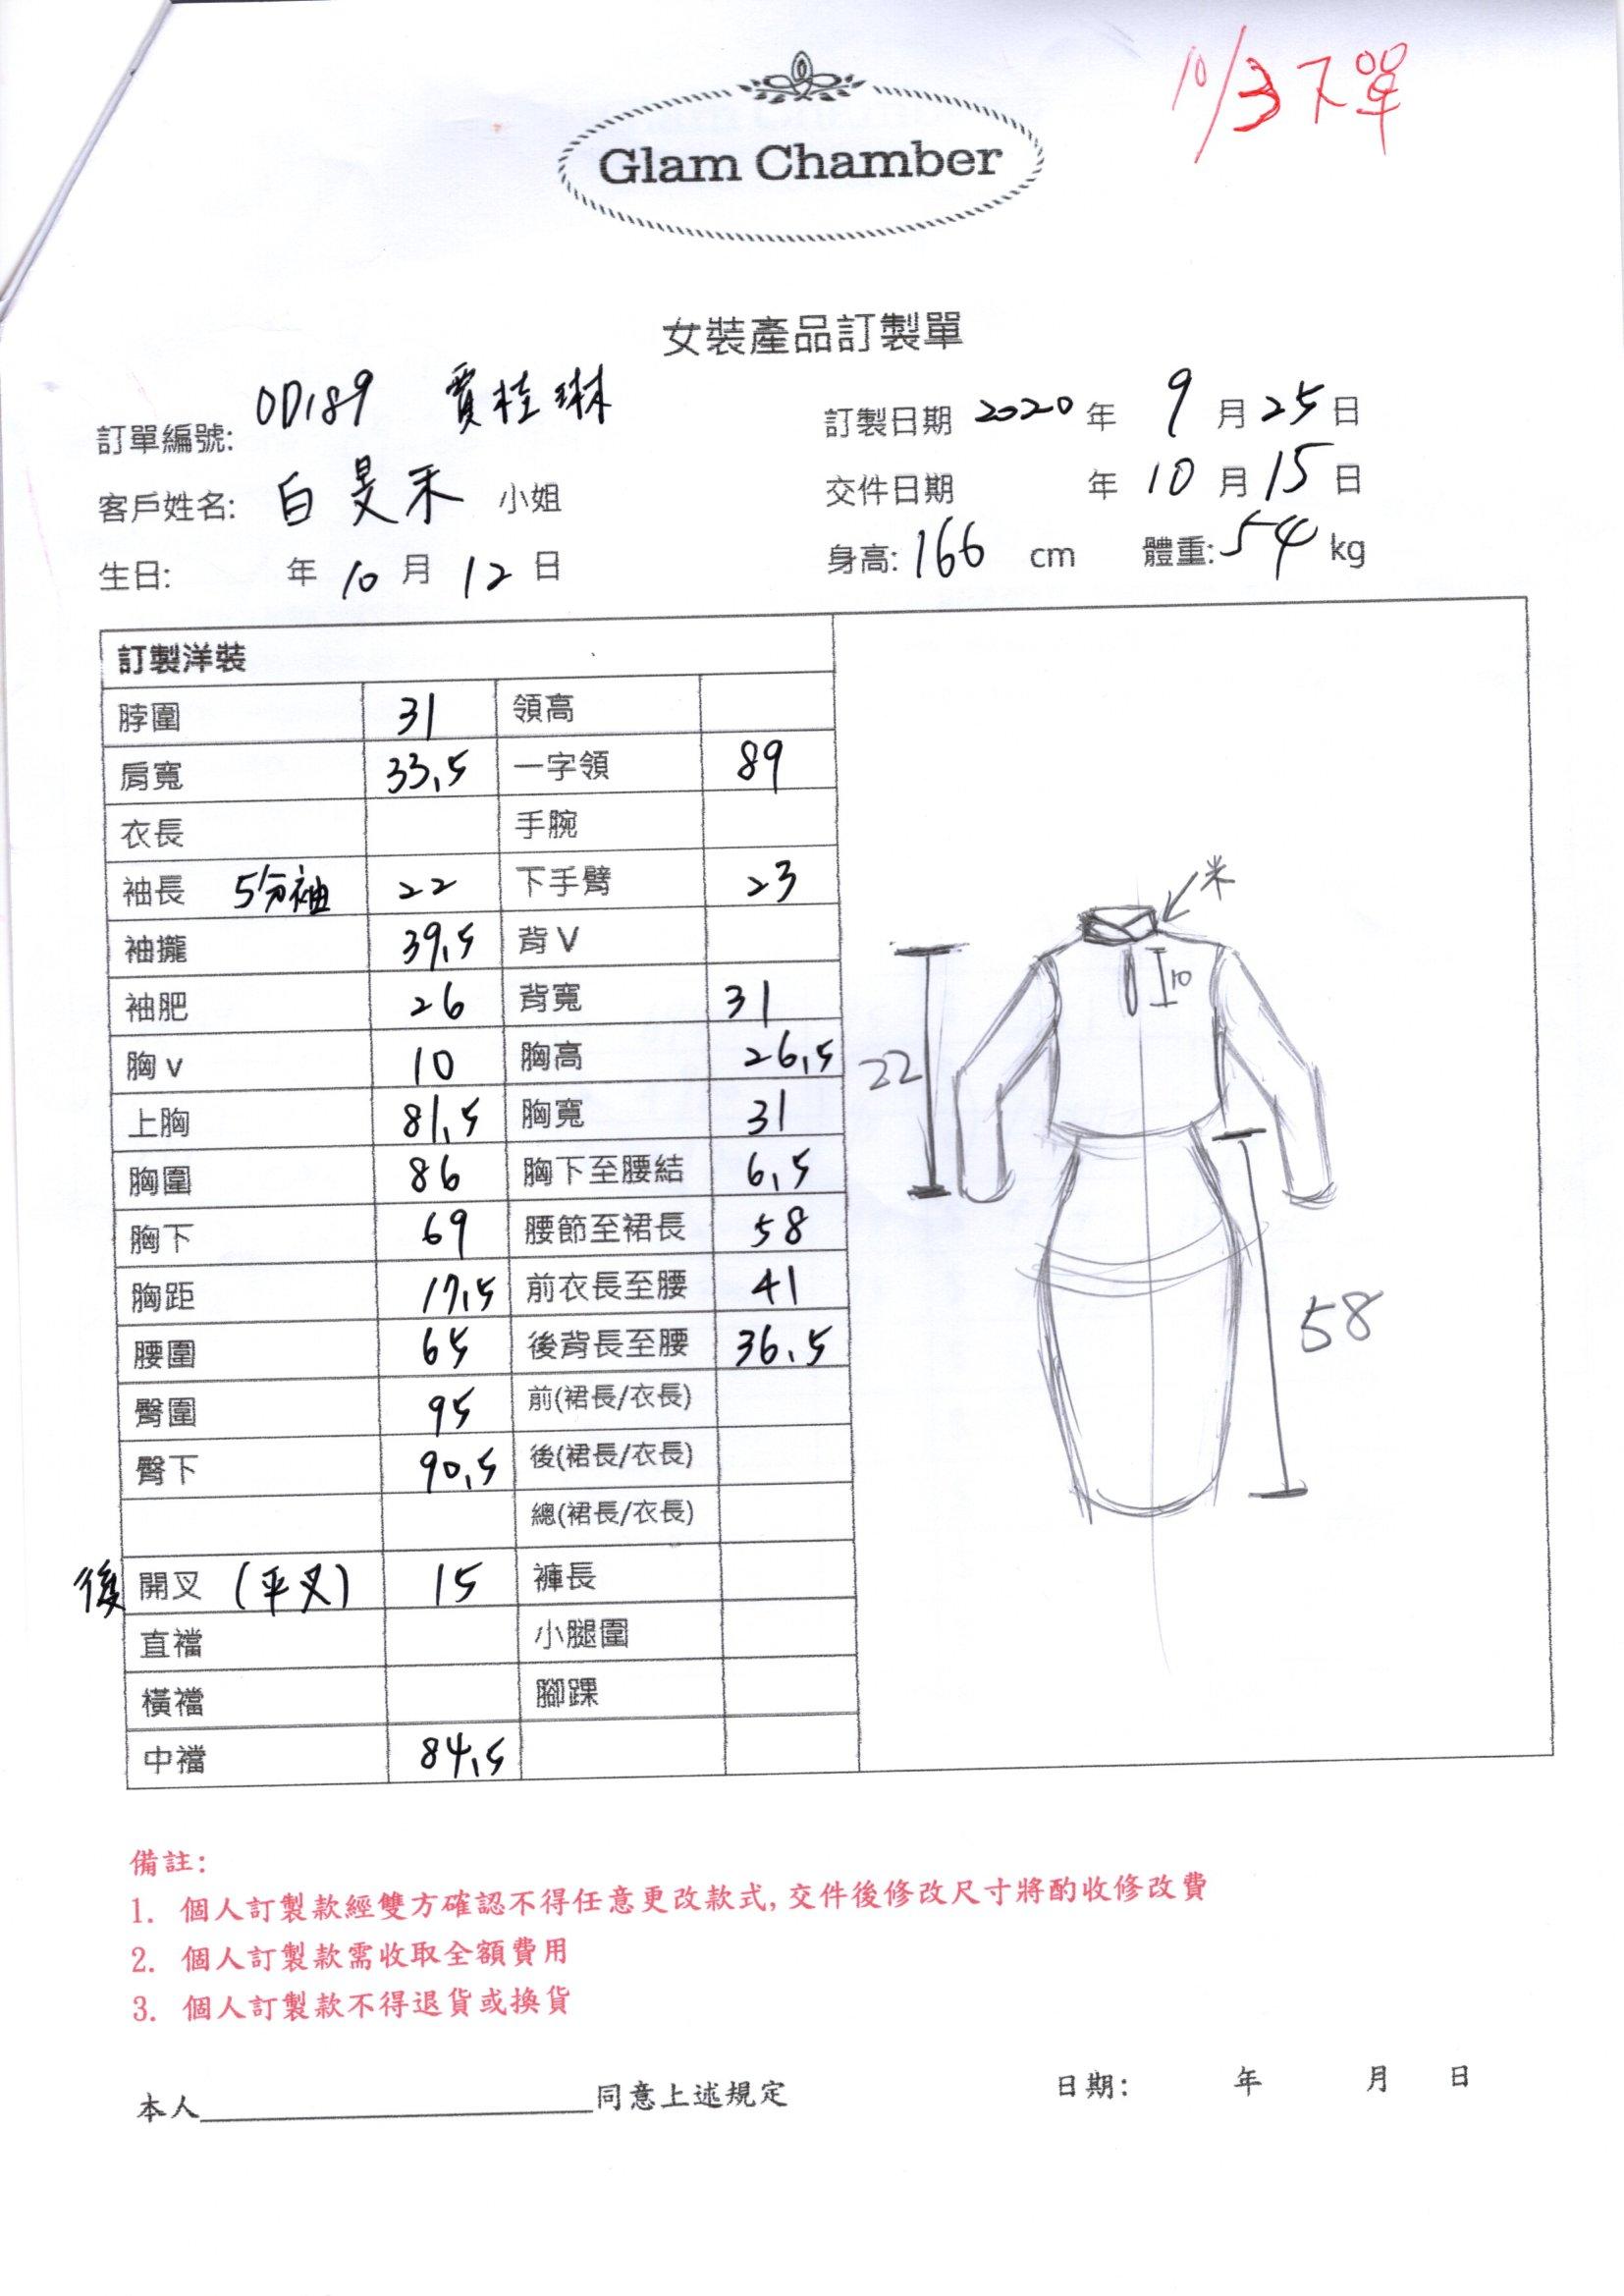 10/3下單
Glam Chamber
女裝產品訂製單
訂單編號: OD189 賈桂琳
訂製日期 2020 年 9 月 25 日
客戶姓名: 白旻禾 小姐
交件日期 年 10 月 15 日
生日: 年 10 月 12 日
身高: 166 cm 體重: 54 kg
訂製洋裝
脖圍 31 領高
肩寬 33.5 一字領 89
衣長 手腕
袖長 5分袖 22 下手臂 23
袖攏 39.5 背V
袖肥 26 背寬 31
胸v 10 胸高 26.5
上胸 81.5 胸寬 31
胸圍 86 胸下至腰結 6.5
胸下 69 腰節至裙長 58
胸距 17.5 前衣長至腰 41
腰圍 65 後背長至腰 36.5
臀圍 95 前(裙長/衣長)
臀下 90.5 後(裙長/衣長)
總(裙長/衣長)
後 開叉 (平叉) 15 褲長
直襠 小腿圍
橫襠 腳踝
中襠 84.5
米
10
22
58
備註:
1. 個人訂製款經雙方確認不得任意更改款式, 交件後修改尺寸將酌收修改費
2. 個人訂製款需收取全額費用
3. 個人訂製款不得退貨或換貨
本人____________________同意上述規定 日期: 年 月 日